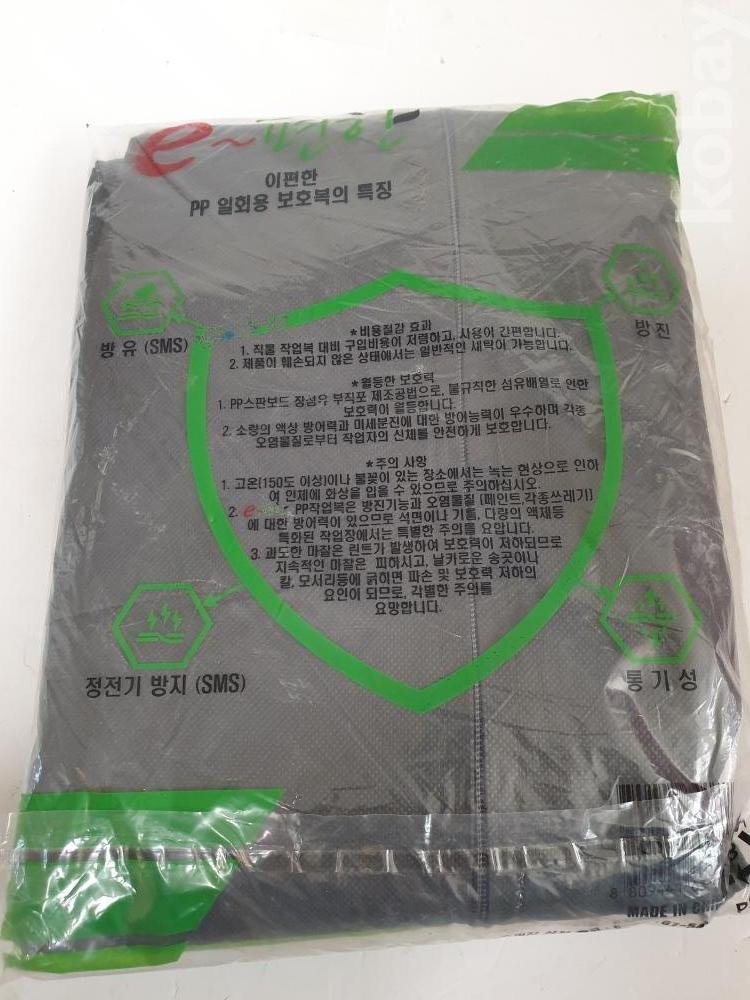 kobay
e~편한
이편한
PP 일회용 보호복의 특징
방유 (SMS)
방진
*비용절감 효과
1. 직물 작업복 대비 구입비용이 저렴하고, 사용이 간편합니다.
2. 제품이 훼손되지 않은 상태에서는 일반적인 세탁이 가능합니다.
*월등한 보호력
1. PP스판보드 장섬유 부직포 제조공법으로, 불규칙한 섬유배열로 인한
보호력이 월등합니다.
2. 소량의 액상 방어력과 미세분진에 대한 방어능력이 우수하며 각종
오염물질로부터 작업자의 신체를 안전하게 보호합니다.
*주의 사항
1. 고온(150도 이상)이나 불꽃이 있는 장소에서는 녹는 현상으로 인하
여 인체에 화상을 입을 수 있으므로 주의하십시오.
2. e~편한 PP작업복은 방진기능과 오염물질 (페인트,각종쓰레기)
에 대한 방어력이 있으므로 석면이나 기름, 다량의 액체등
특화된 작업장에서는 특별한 주의를 요합니다.
3. 과도한 마찰은 린트가 발생하여 보호력이 저하되므로
지속적인 마찰은 피하시고, 날카로운 송곳이나
칼, 모서리등에 긁히면 파손 및 보호력 저하의
요인이 되므로, 각별한 주의를
요망합니다.
정전기 방지 (SMS)
통기성
MADE IN